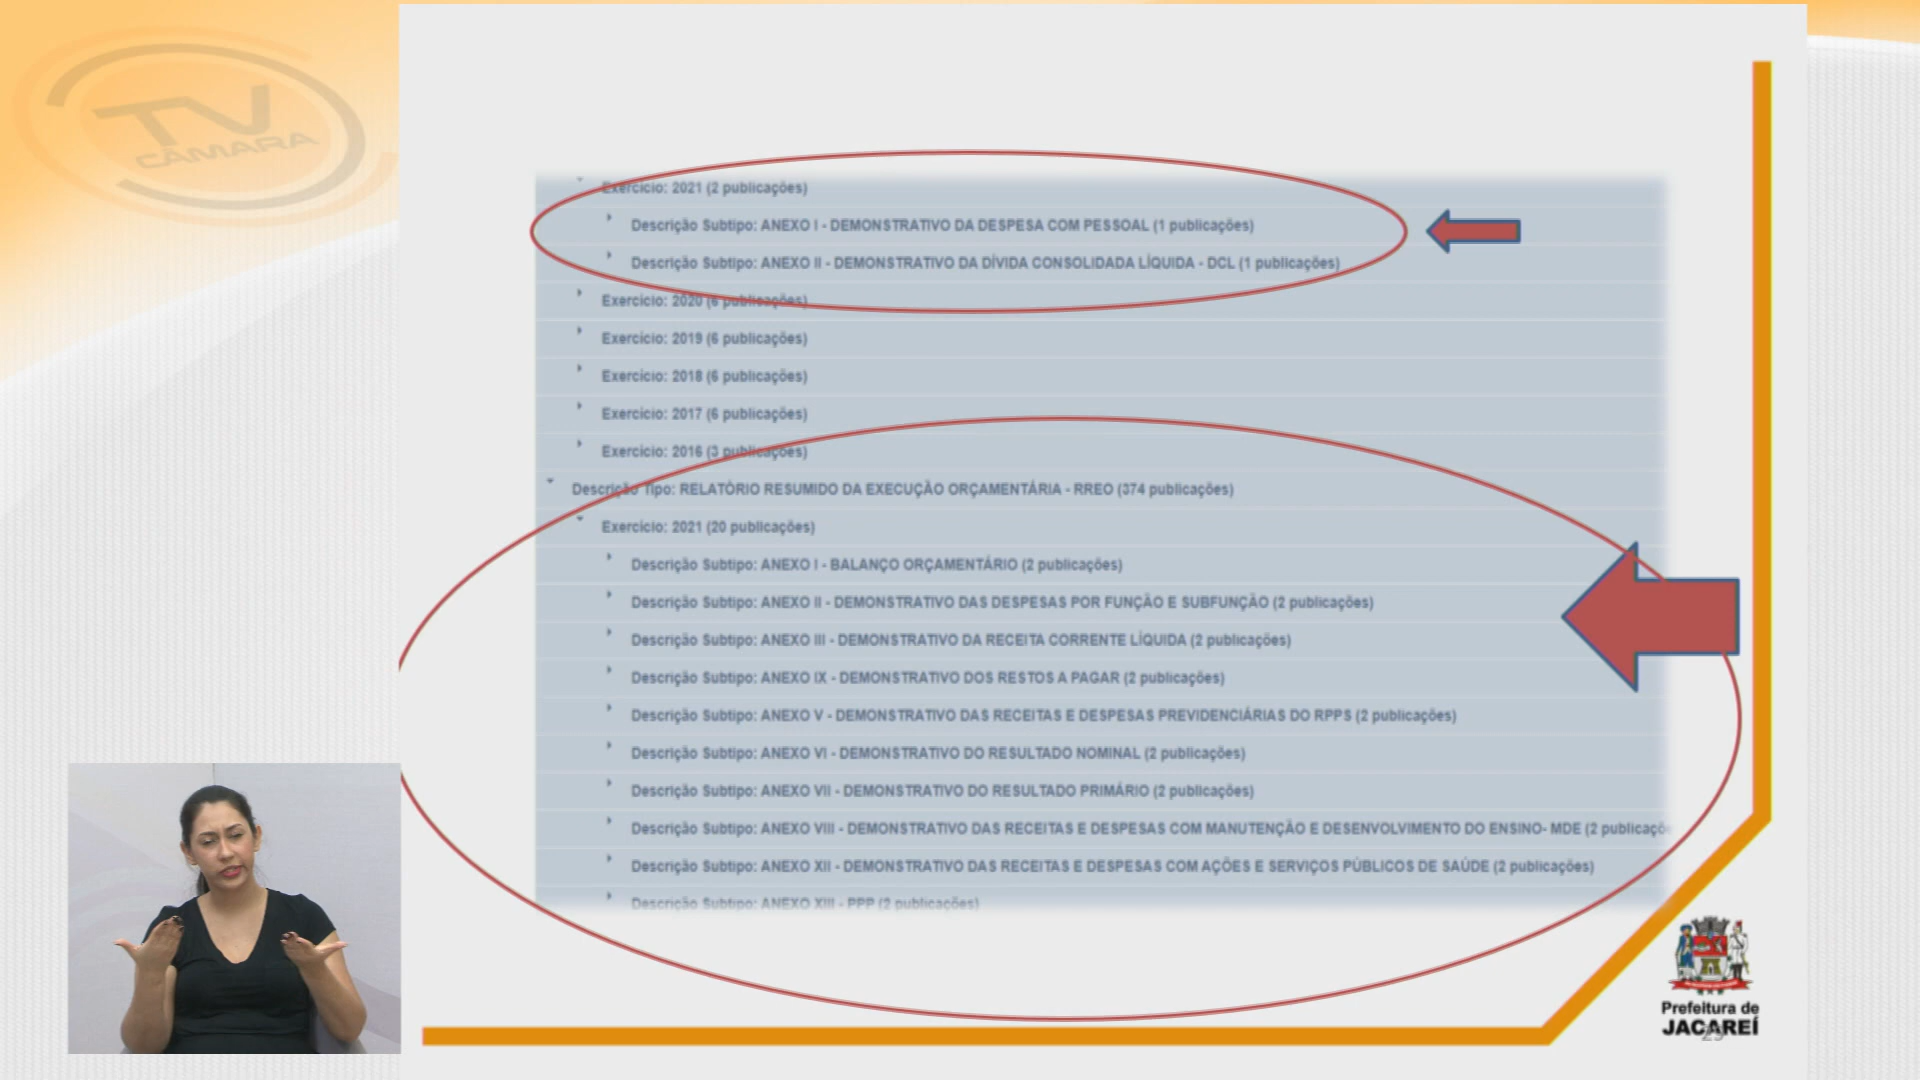 TV
CÂMARA
Exercício: 2021 (2 publicações)
Descrição Subtipo: ANEXO I - DEMONSTRATIVO DA DESPESA COM PESSOAL (1 publicações)
Descrição Subtipo: ANEXO II - DEMONSTRATIVO DA DÍVIDA CONSOLIDADA LÍQUIDA - DCL (1 publicações)
Exercício: 2020 (6 publicações)
Exercício: 2019 (6 publicações)
Exercício: 2018 (6 publicações)
Exercício: 2017 (6 publicações)
Exercício: 2016 (3 publicações)
Descrição Tipo: RELATÓRIO RESUMIDO DA EXECUÇÃO ORÇAMENTÁRIA - RREO (374 publicações)
Exercício: 2021 (20 publicações)
Descrição Subtipo: ANEXO I - BALANÇO ORÇAMENTÁRIO (2 publicações)
Descrição Subtipo: ANEXO II - DEMONSTRATIVO DAS DESPESAS POR FUNÇÃO E SUBFUNÇÃO (2 publicações)
Descrição Subtipo: ANEXO III - DEMONSTRATIVO DA RECEITA CORRENTE LÍQUIDA (2 publicações)
Descrição Subtipo: ANEXO IX - DEMONSTRATIVO DOS RESTOS A PAGAR (2 publicações)
Descrição Subtipo: ANEXO V - DEMONSTRATIVO DAS RECEITAS E DESPESAS PREVIDENCIÁRIAS DO RPPS (2 publicações)
Descrição Subtipo: ANEXO VI - DEMONSTRATIVO DO RESULTADO NOMINAL (2 publicações)
Descrição Subtipo: ANEXO VII - DEMONSTRATIVO DO RESULTADO PRIMÁRIO (2 publicações)
Descrição Subtipo: ANEXO VIII - DEMONSTRATIVO DAS RECEITAS E DESPESAS COM MANUTENÇÃO E DESENVOLVIMENTO DO ENSINO- MDE (2 publicaçõ
Descrição Subtipo: ANEXO XII - DEMONSTRATIVO DAS RECEITAS E DESPESAS COM AÇÕES E SERVIÇOS PÚBLICOS DE SAÚDE (2 publicações)
Descrição Subtipo: ANEXO XIII - PPP (2 publicações)
Prefeitura de
JACAREÍ